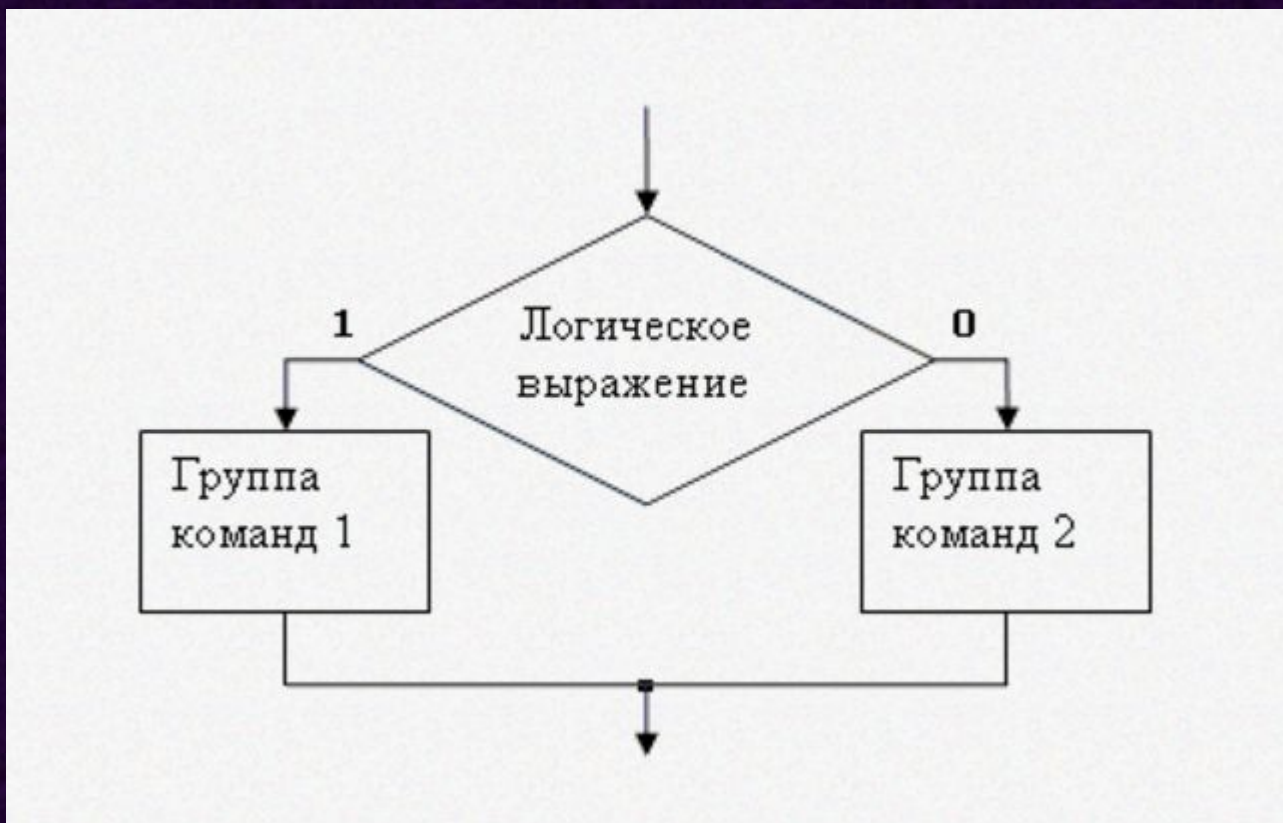 1
Логическое
выражение
0
Группа
команд 1
Группа
команд 2